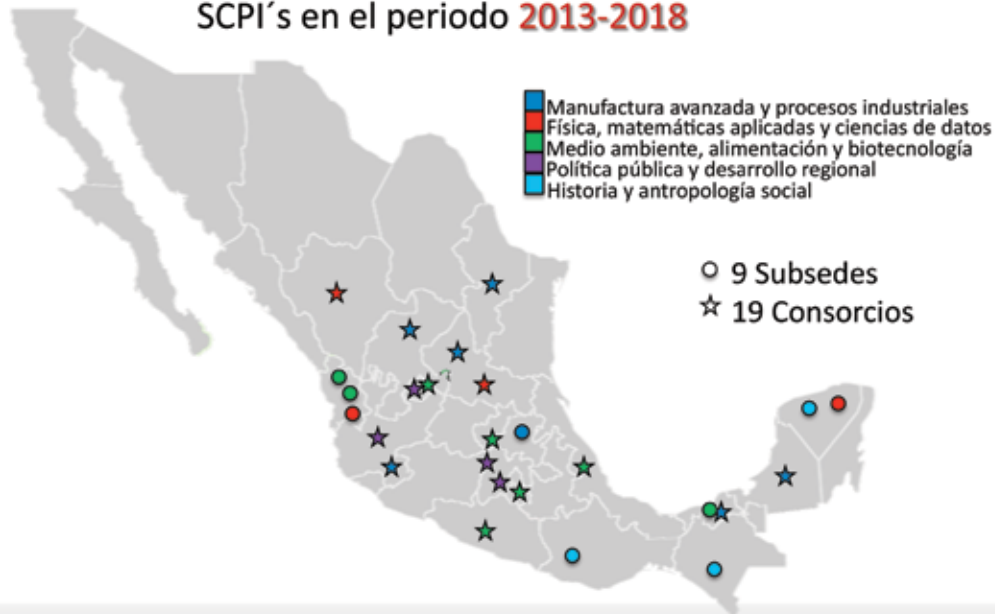 SCPI´s en el periodo 2013-2018
Manufactura avanzada y procesos industriales
Física, matemáticas aplicadas y ciencias de datos
Medio ambiente, alimentación y biotecnología
Política pública y desarrollo regional
Historia y antropología social
9 Subsedes
19 Consorcios